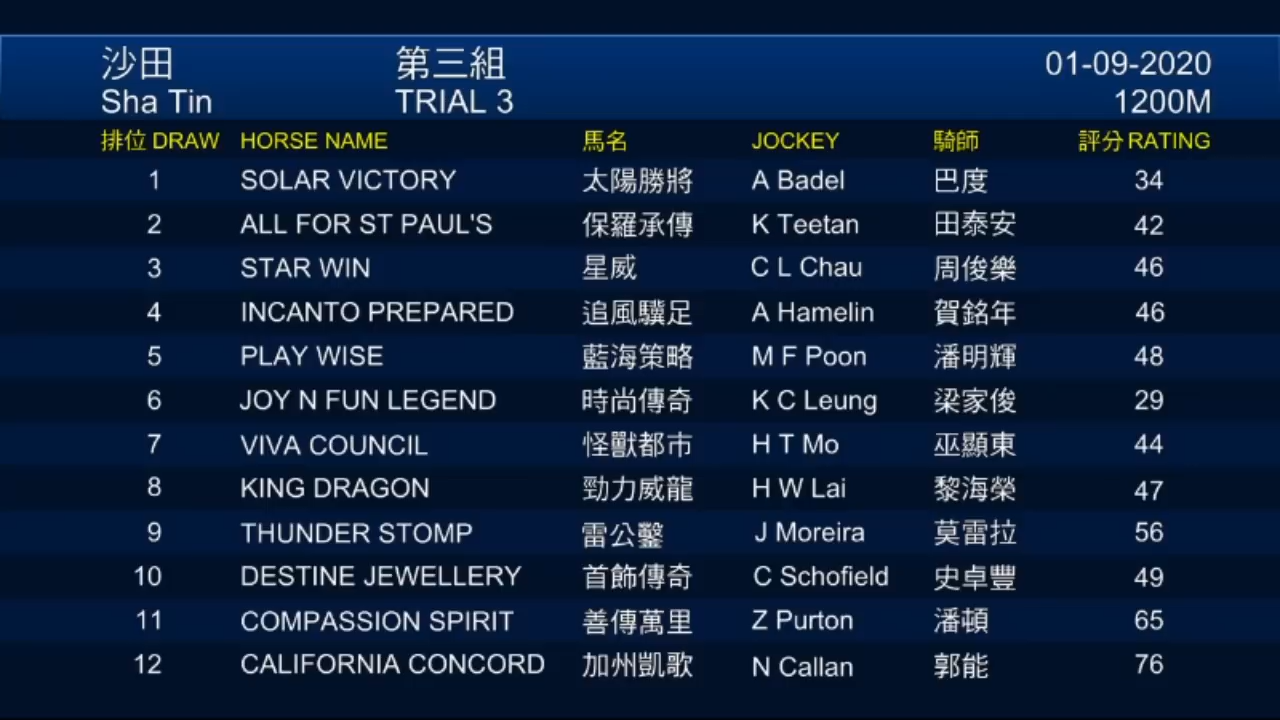 沙田 第三組 01-09-2020
Sha Tin TRIAL 3 1200M
排位 DRAW HORSE NAME 馬名 JOCKEY 騎師 評分 RATING
1 SOLAR VICTORY 太陽勝將 A Badel 巴度 34
2 ALL FOR ST PAUL'S 保羅承傳 K Teetan 田泰安 42
3 STAR WIN 星威 C L Chau 周俊樂 46
4 INCANTO PREPARED 追風驥足 A Hamelin 賀銘年 46
5 PLAY WISE 藍海策略 M F Poon 潘明輝 48
6 JOY N FUN LEGEND 時尚傳奇 K C Leung 梁家俊 29
7 VIVA COUNCIL 怪獸都市 H T Mo 巫顯東 44
8 KING DRAGON 勁力威龍 H W Lai 黎海榮 47
9 THUNDER STOMP 雷公鑿 J Moreira 莫雷拉 56
10 DESTINE JEWELLERY 首飾傳奇 C Schofield 史卓豐 49
11 COMPASSION SPIRIT 善傳萬里 Z Purton 潘頓 65
12 CALIFORNIA CONCORD 加州凱歌 N Callan 郭能 76